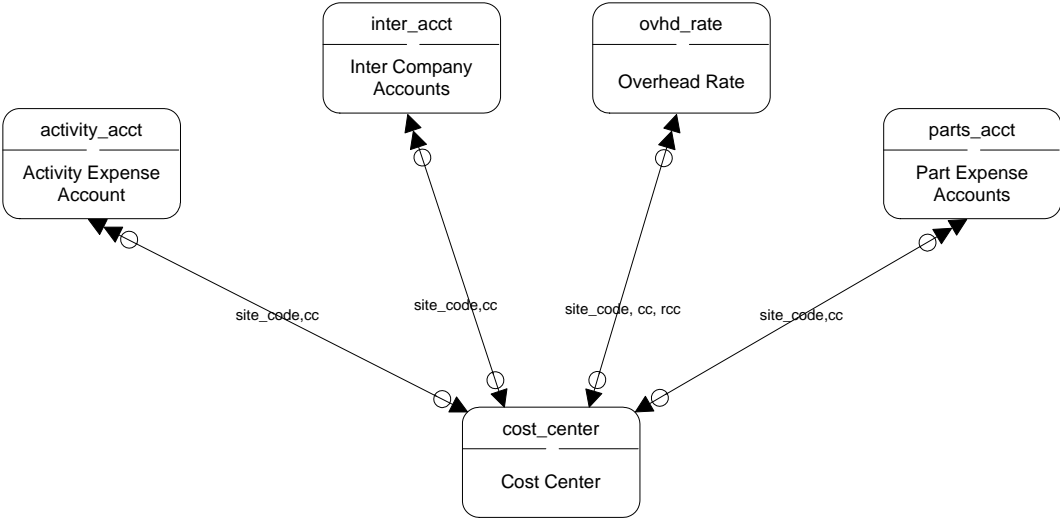 inter_acct
Inter Company
Accounts
ovhd_rate
Overhead Rate
activity_acct
Activity Expense
Account
parts_acct
Part Expense
Accounts
site_code,cc
site_code,cc
site_code, cc, rcc
site_code,cc
cost_center
Cost Center